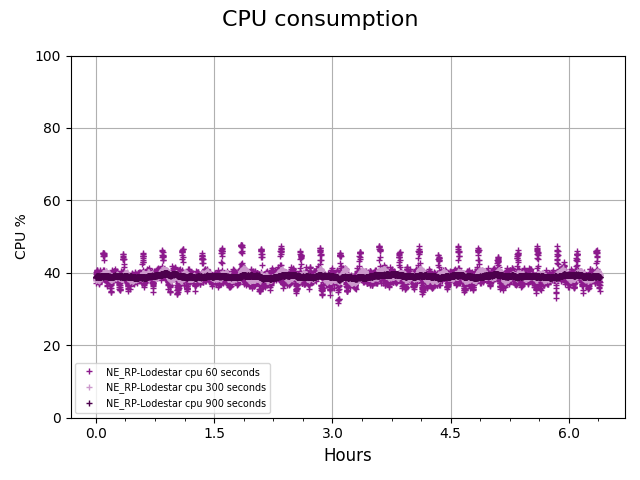 CPU consumption
CPU %
100
80
60
40
20
0
NE_RP-Lodestar cpu 60 seconds
NE_RP-Lodestar cpu 300 seconds
NE_RP-Lodestar cpu 900 seconds
0.0 1.5 3.0 4.5 6.0
Hours